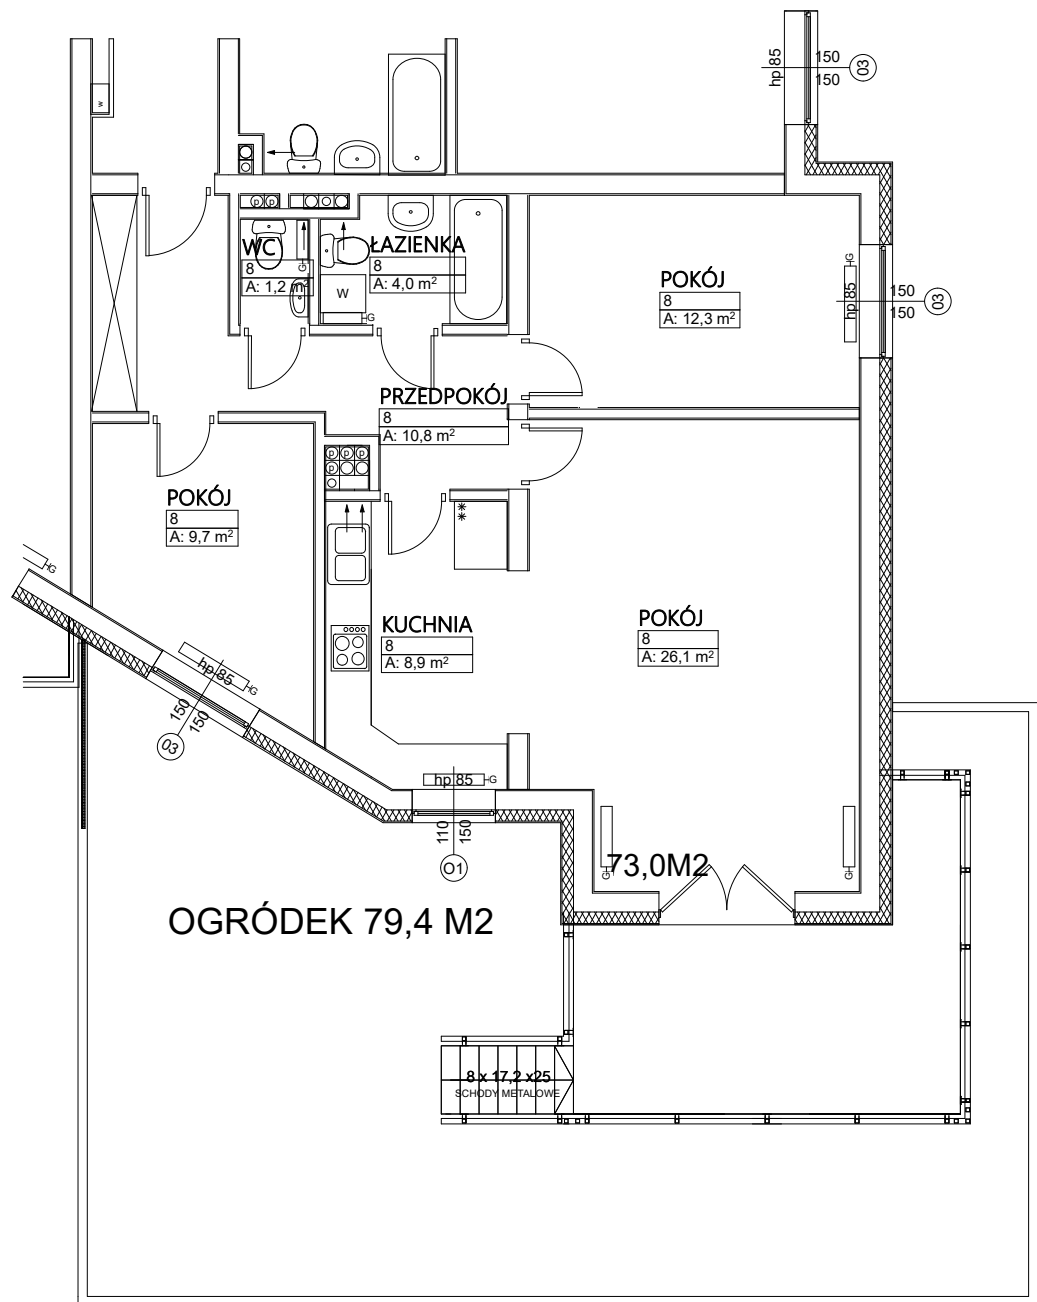 hp 85
150
150
03
w
p
p
WC
8
A: 1,2 m²
G
ŁAZIENKA
8
A: 4,0 m²
W
G
POKÓJ
8
A: 12,3 m²
G
hp 85
150
150
03
PRZEDPOKÓJ
8
A: 10,8 m²
p p p
p
POKÓJ
8
A: 9,7 m²
**
G
KUCHNIA
8
A: 8,9 m²
POKÓJ
8
A: 26,1 m²
hp 85
G
150
150
03
hp 85
G
110
150
O1
73,0M2
G
G
OGRÓDEK 79,4 M2
8 x 17,2 x25
SCHODY METALOWE